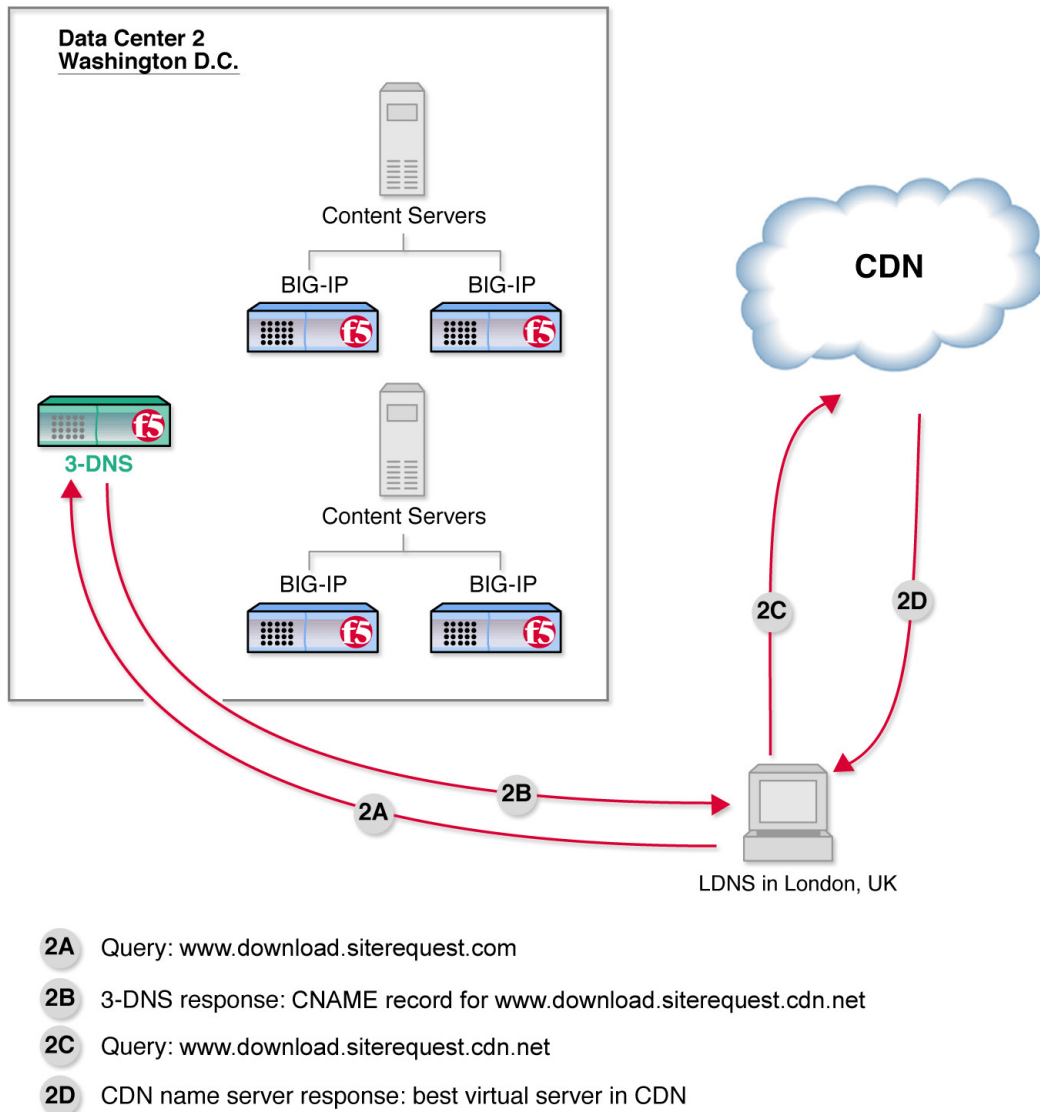 Data Center 2
Washington D.C.
Content Servers
BIG-IP BIG-IP
f5 f5
CDN
f5
3-DNS
Content Servers
BIG-IP BIG-IP
f5 f5
2C
2D
2B
2A
LDNS in London, UK
2A Query: www.download.siterequest.com
2B 3-DNS response: CNAME record for www.download.siterequest.cdn.net
2C Query: www.download.siterequest.cdn.net
2D CDN name server response: best virtual server in CDN